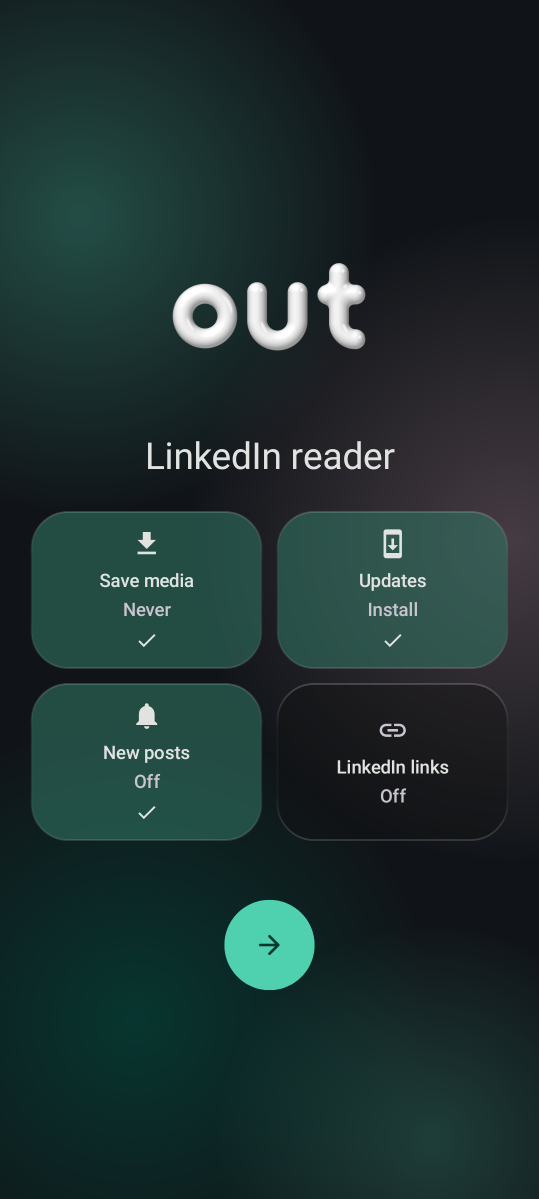 out
LinkedIn reader
Save media
Never
Updates
Install
New posts
Off
LinkedIn links
Off